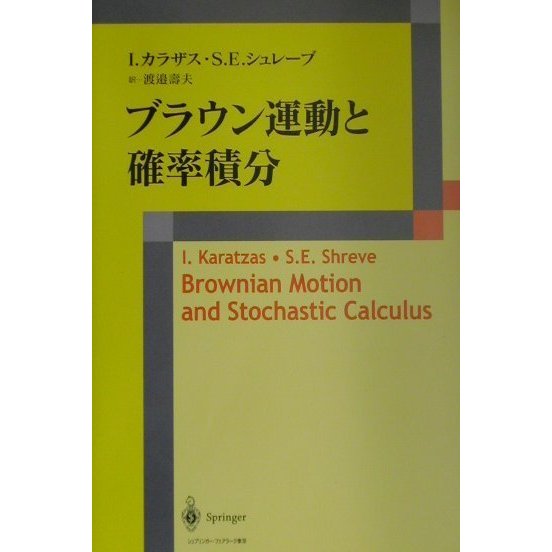 I.カラザス・S.E.シュレーブ
訳―渡邉壽夫
ブラウン運動と
確率積分
I. Karatzas • S.E. Shreve
Brownian Motion
and Stochastic Calculus
Springer
シュプリンガー・フェアラーク東京